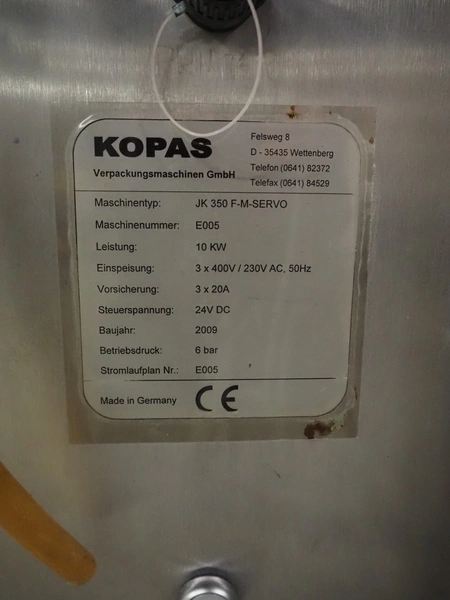 KOPAS
Verpackungsmaschinen GmbH
Felsweg 8
D - 35435 Wettenberg
Telefon (0641) 82372
Telefax (0641) 84529
Maschinentyp: JK 350 F-M-SERVO
Maschinenummer: E005
Leistung: 10 KW
Einspeisung: 3 x 400V / 230V AC, 50Hz
Vorsicherung: 3 x 20A
Steuerspannung: 24V DC
Baujahr: 2009
Betriebsdruck: 6 bar
Stromlaufplan Nr.: E005
Made in Germany CE